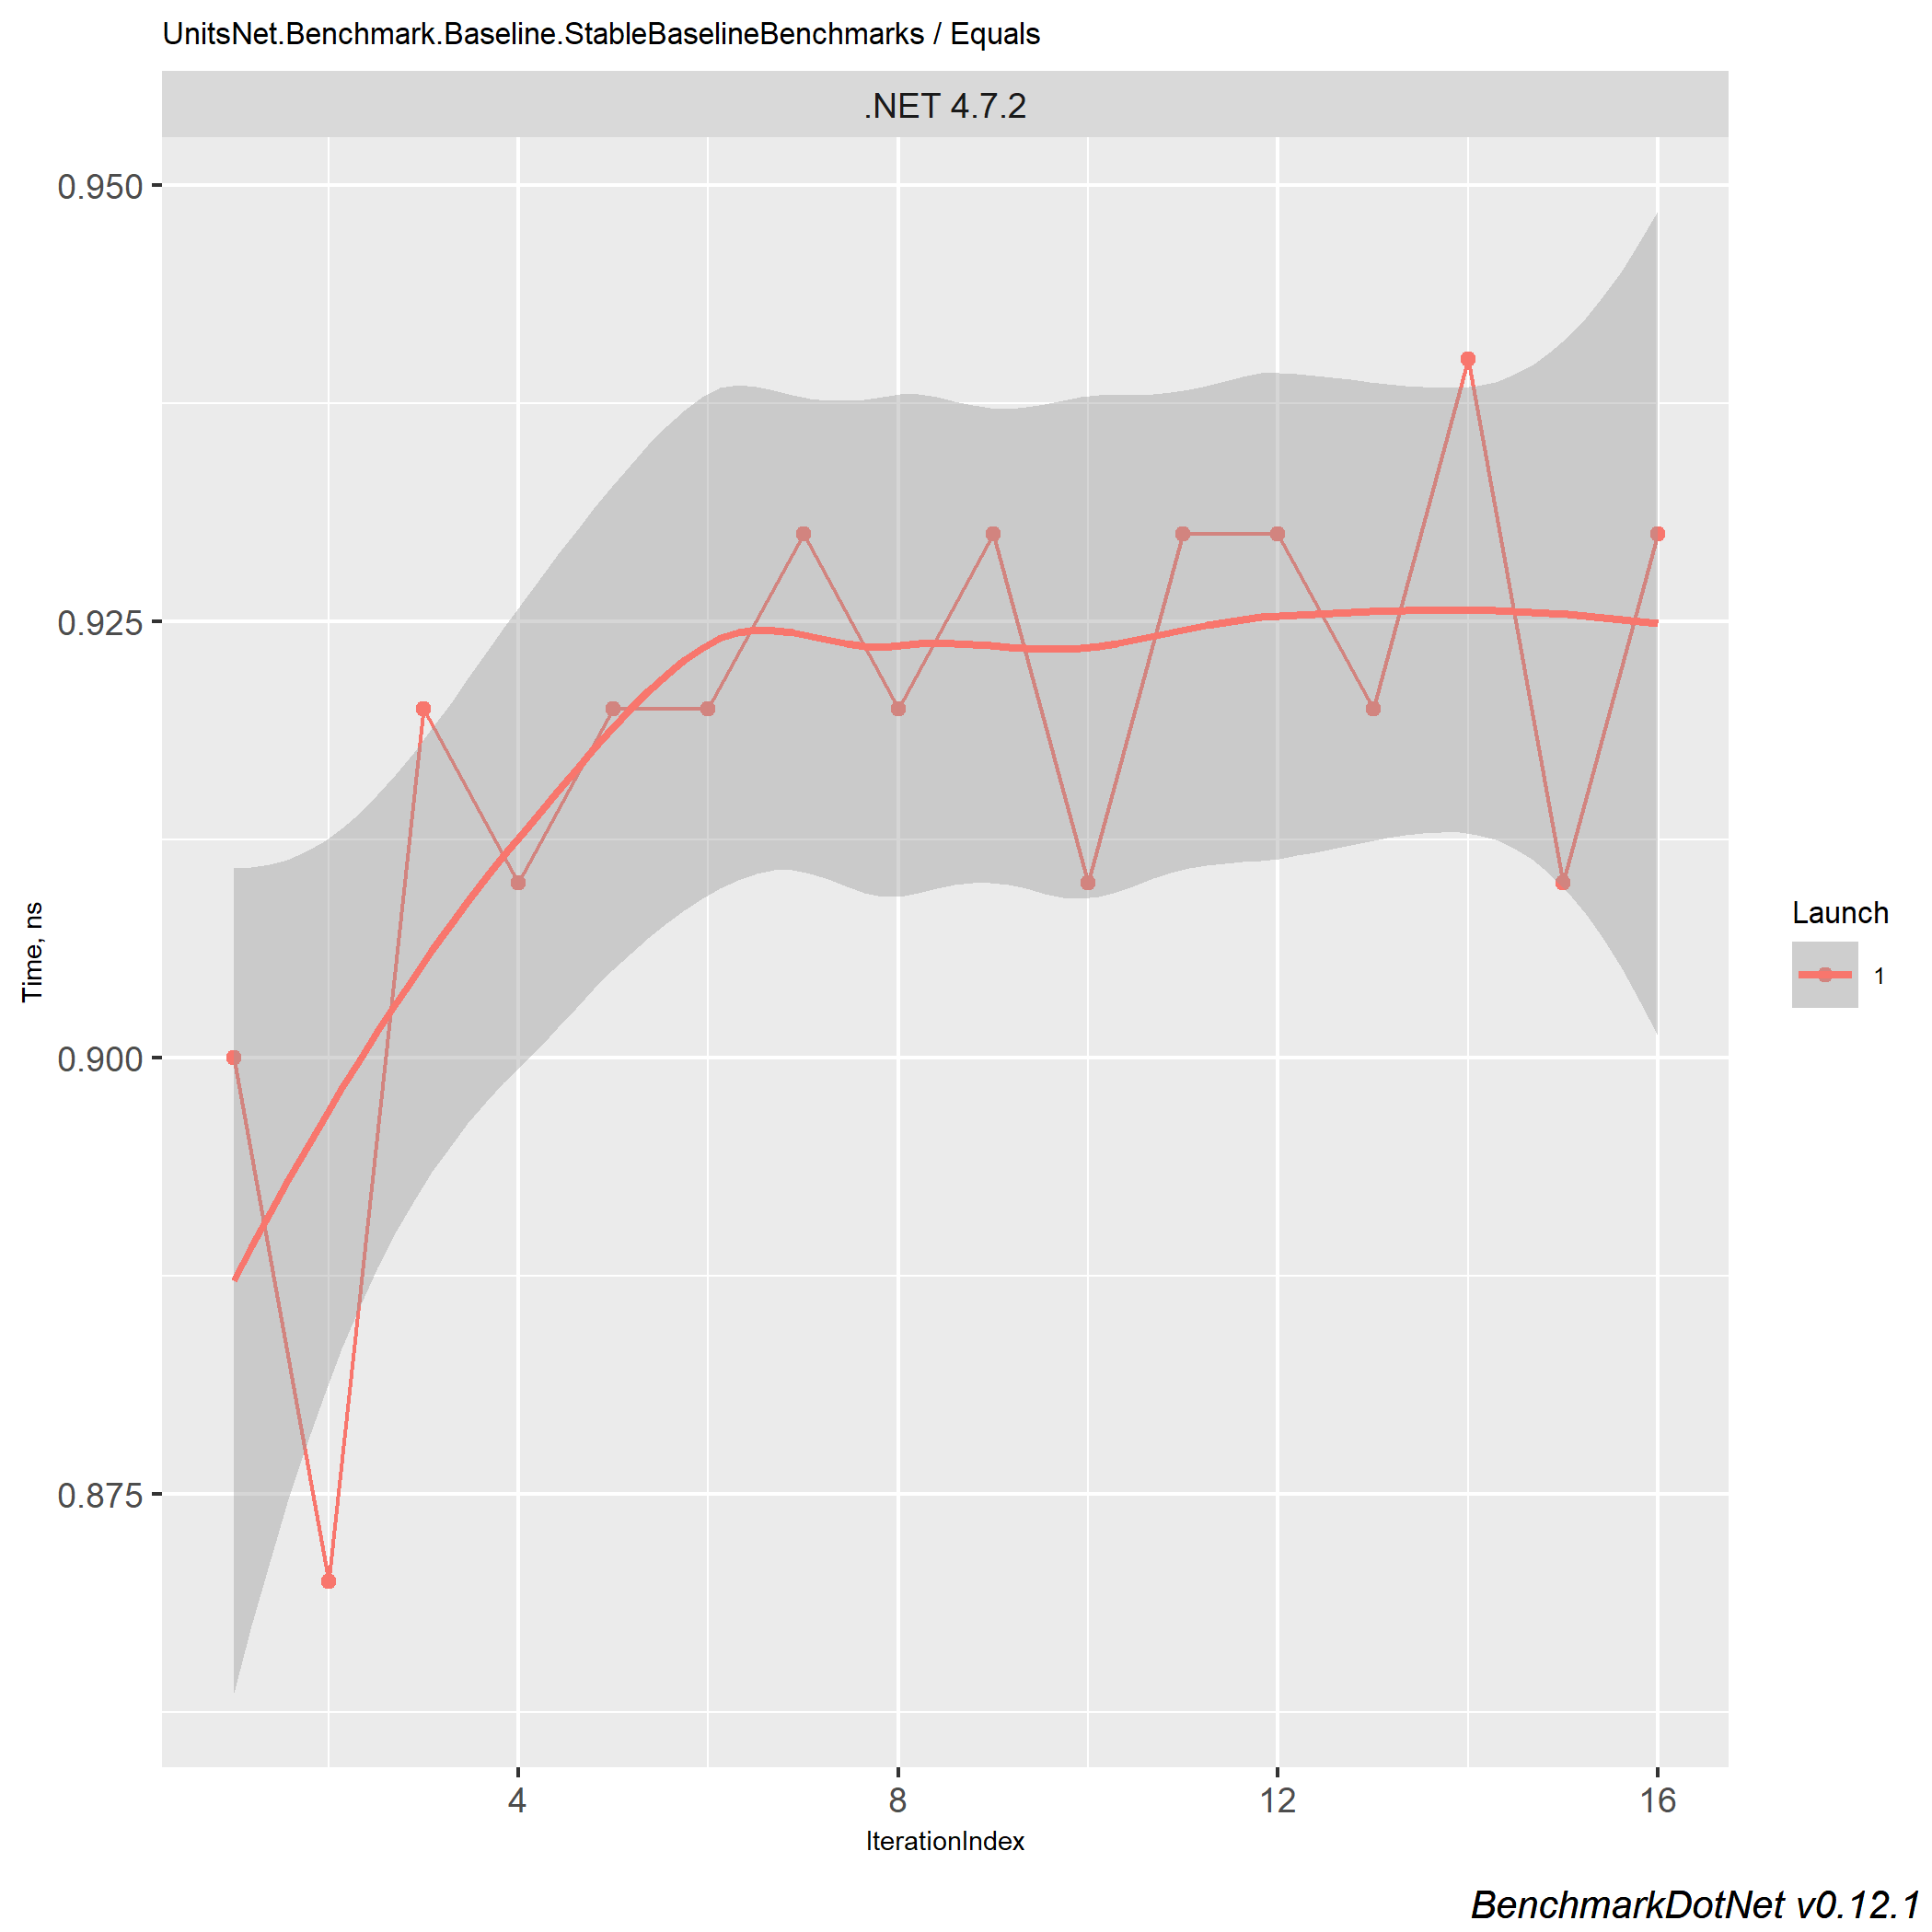 UnitsNet.Benchmark.Baseline.StableBaselineBenchmarks / Equals
.NET 4.7.2
0.950
0.925
0.900
0.875
Time, ns
4 8 12 16
IterationIndex
Launch
1
BenchmarkDotNet v0.12.1